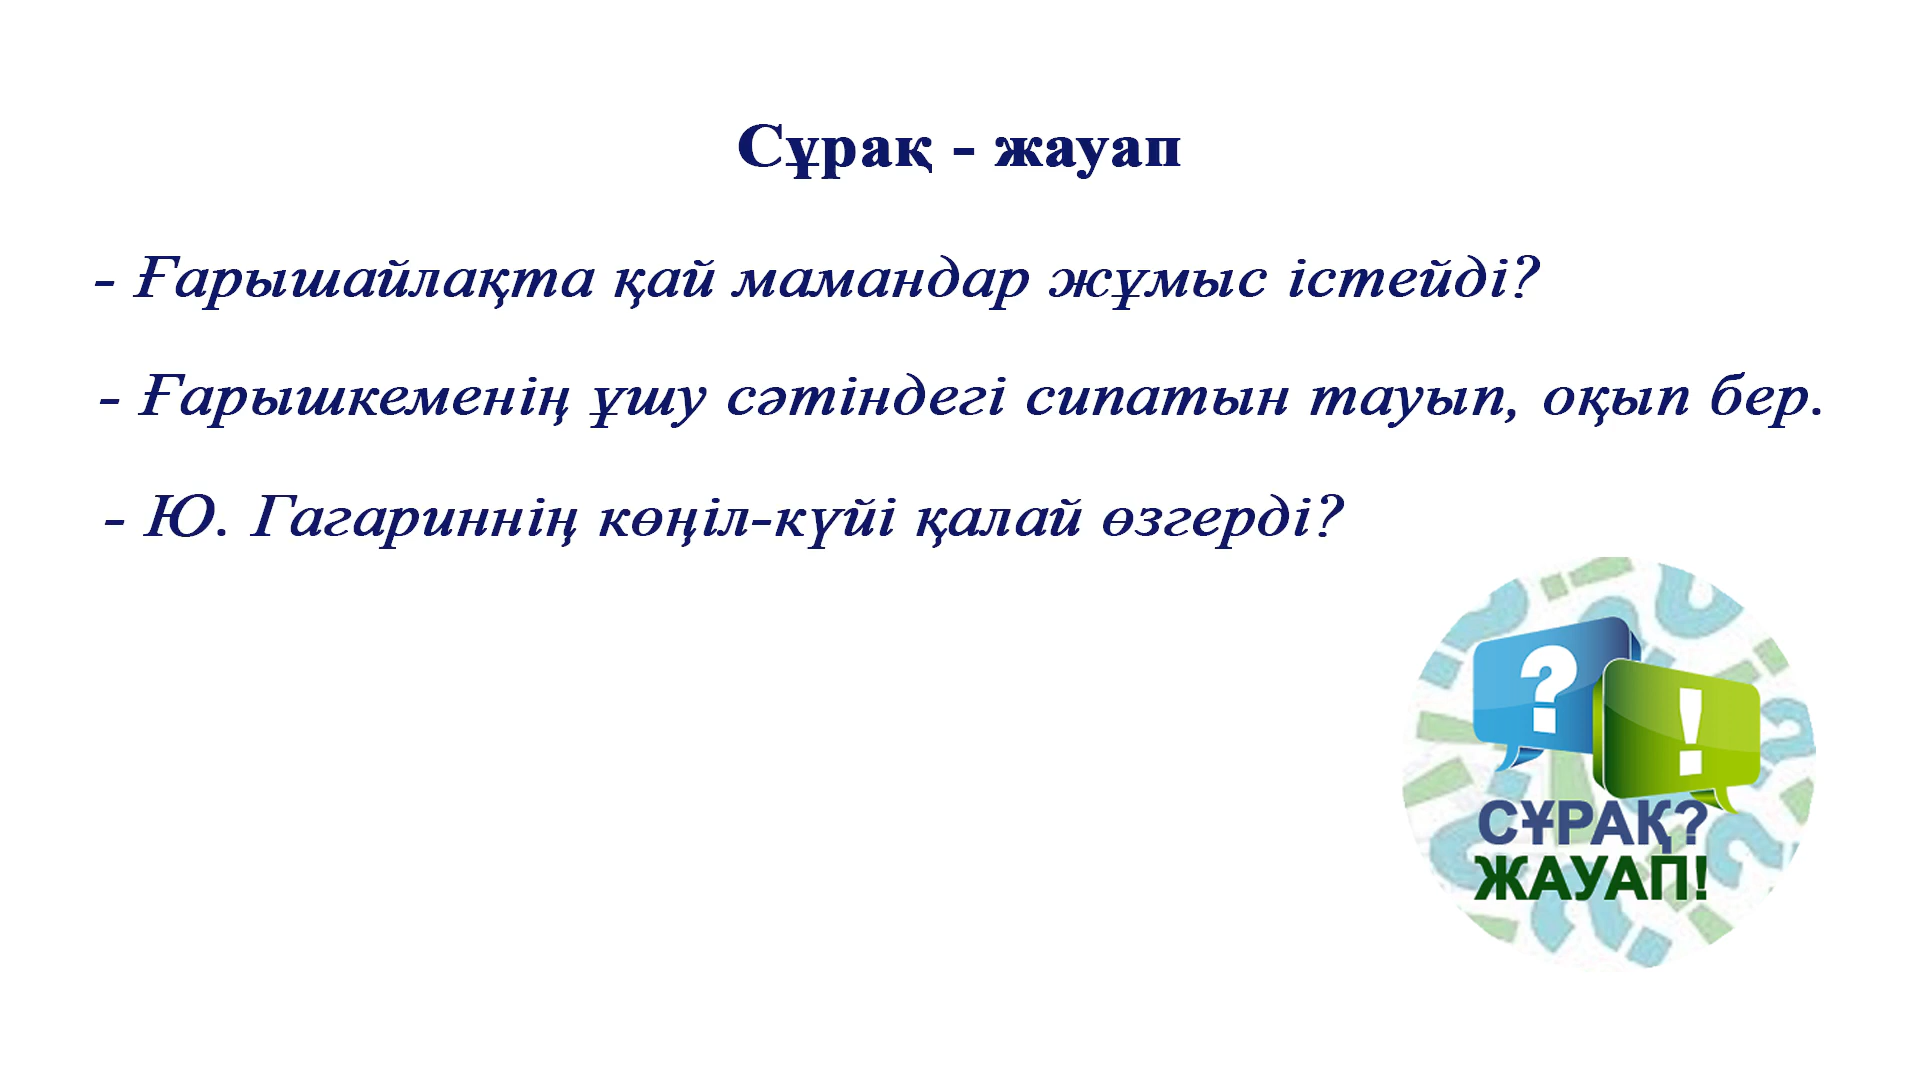 Сұрақ - жауап
- Ғарышайлақта қай мамандар жұмыс істейді?
- Ғарышкеменің ұшу сәтіндегі сипатын тауып, оқып бер.
- Ю. Гагариннің көңіл-күйі қалай өзгерді?
? !
СҰРАҚ?
ЖАУАП!